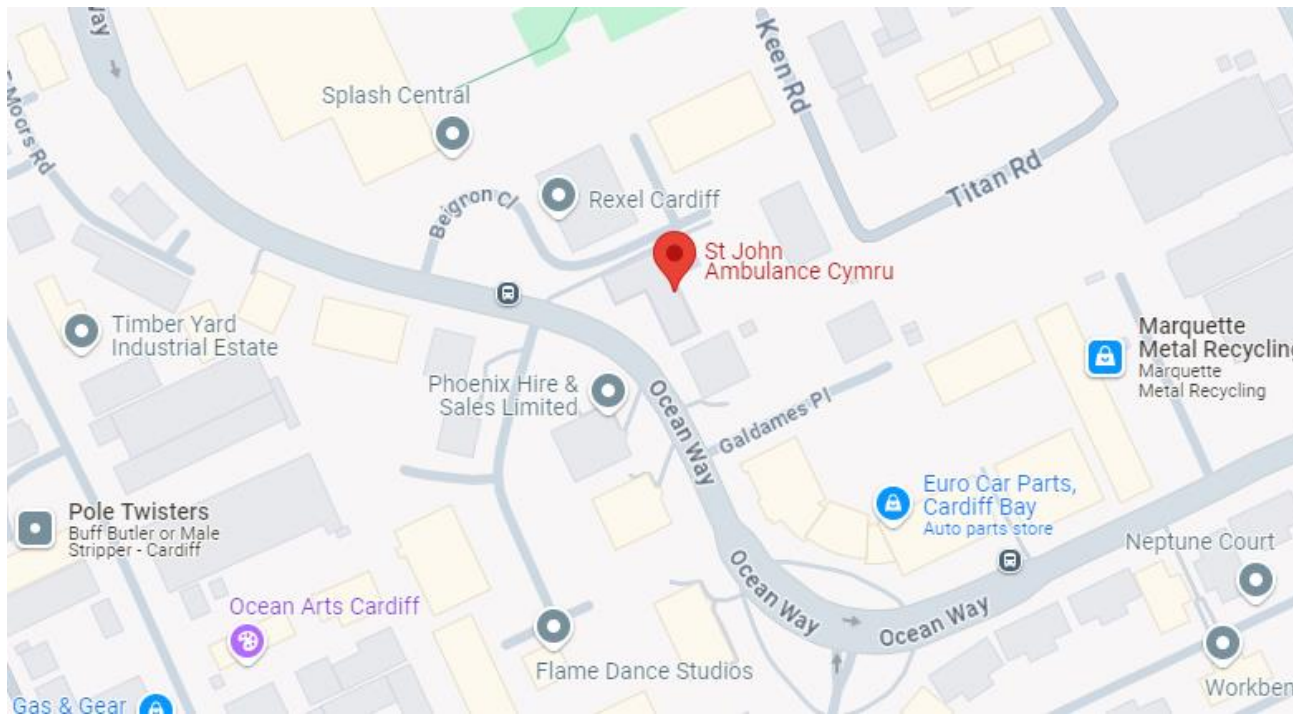 Way
Keen Rd
Splash Central
Moors Rd
Titan Rd
Beigron Cl
Rexel Cardiff
St John
Ambulance Cymru
Timber Yard
Industrial Estate
Marquette
Metal Recycling
Marquette
Metal Recycling
Phoenix Hire &
Sales Limited
Ocean Way
Galdames Pl
Euro Car Parts,
Cardiff Bay
Auto parts store
Pole Twisters
Buff Butler or Male
Stripper - Cardiff
Neptune Court
Ocean Way
Ocean Arts Cardiff
Ocean Way
Flame Dance Studios
Workben
Gas & Gear